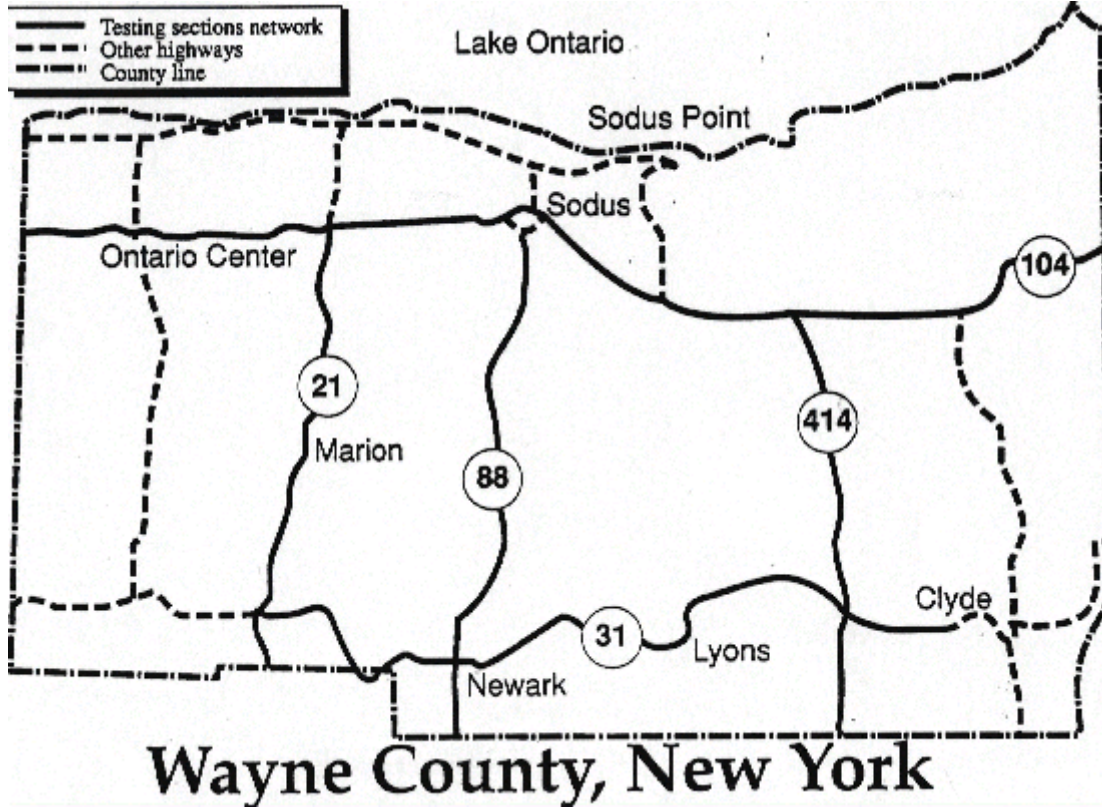 Testing sections network
Other highways
County line
Lake Ontario
Sodus Point
Sodus
Ontario Center
104
21
414
Marion
88
Clyde
31
Lyons
Newark
Wayne County, New York